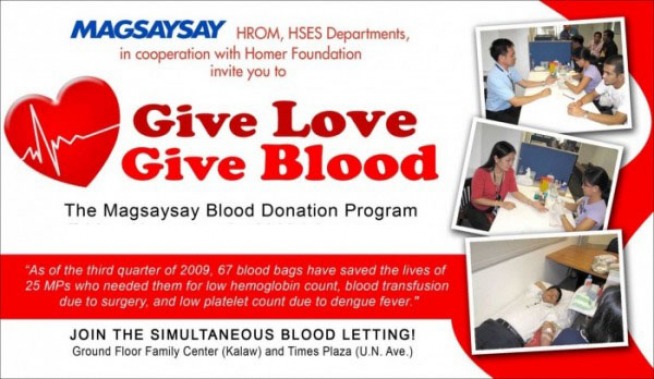 MAGSAYSAY HROM, HSES Departments,
in cooperation with Homer Foundation
invite you to
Give Love
Give Blood
The Magsaysay Blood Donation Program
"As of the third quarter of 2009, 67 blood bags have saved the lives of
25 MPs who needed them for low hemoglobin count, blood transfusion
due to surgery, and low platelet count due to dengue fever."
JOIN THE SIMULTANEOUS BLOOD LETTING!
Ground Floor Family Center (Kalaw) and Times Plaza (U.N. Ave.)